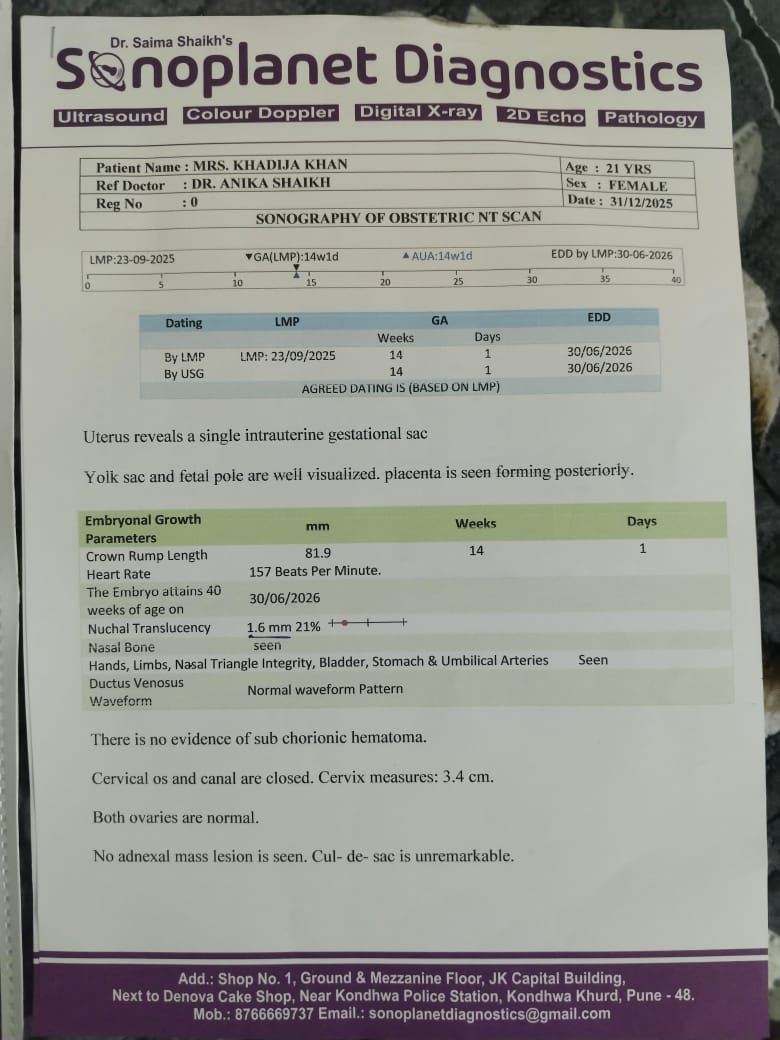 Dr. Saima Shaikh's
Sonoplanet Diagnostics
Ultrasound Colour Doppler Digital X-ray 2D Echo Pathology
Patient Name : MRS. KHADIJA KHAN Age : 21 YRS
Ref Doctor : DR. ANIKA SHAIKH Sex : FEMALE
Reg No : 0 Date : 31/12/2025
SONOGRAPHY OF OBSTETRIC NT SCAN
LMP:23-09-2025 ▼GA(LMP):14w1d ▲AUA:14w1d EDD by LMP:30-06-2026
0 5 10 15 20 25 30 35 40
Dating LMP GA EDD
Weeks Days
By LMP LMP: 23/09/2025 14 1 30/06/2026
By USG 14 1 30/06/2026
AGREED DATING IS (BASED ON LMP)
Uterus reveals a single intrauterine gestational sac
Yolk sac and fetal pole are well visualized. placenta is seen forming posteriorly.
Embryonal Growth Parameters mm Weeks Days
Crown Rump Length 81.9 14 1
Heart Rate 157 Beats Per Minute.
The Embryo attains 40 weeks of age on 30/06/2026
Nuchal Translucency 1.6 mm 21%
Nasal Bone seen
Hands, Limbs, Nasal Triangle Integrity, Bladder, Stomach & Umbilical Arteries Seen
Ductus Venosus Waveform Normal waveform Pattern
There is no evidence of sub chorionic hematoma.
Cervical os and canal are closed. Cervix measures: 3.4 cm.
Both ovaries are normal.
No adnexal mass lesion is seen. Cul- de- sac is unremarkable.
Add.: Shop No. 1, Ground & Mezzanine Floor, JK Capital Building,
Next to Denova Cake Shop, Near Kondhwa Police Station, Kondhwa Khurd, Pune - 48.
Mob.: 8766669737 Email.: sonoplanetdiagnostics@gmail.com